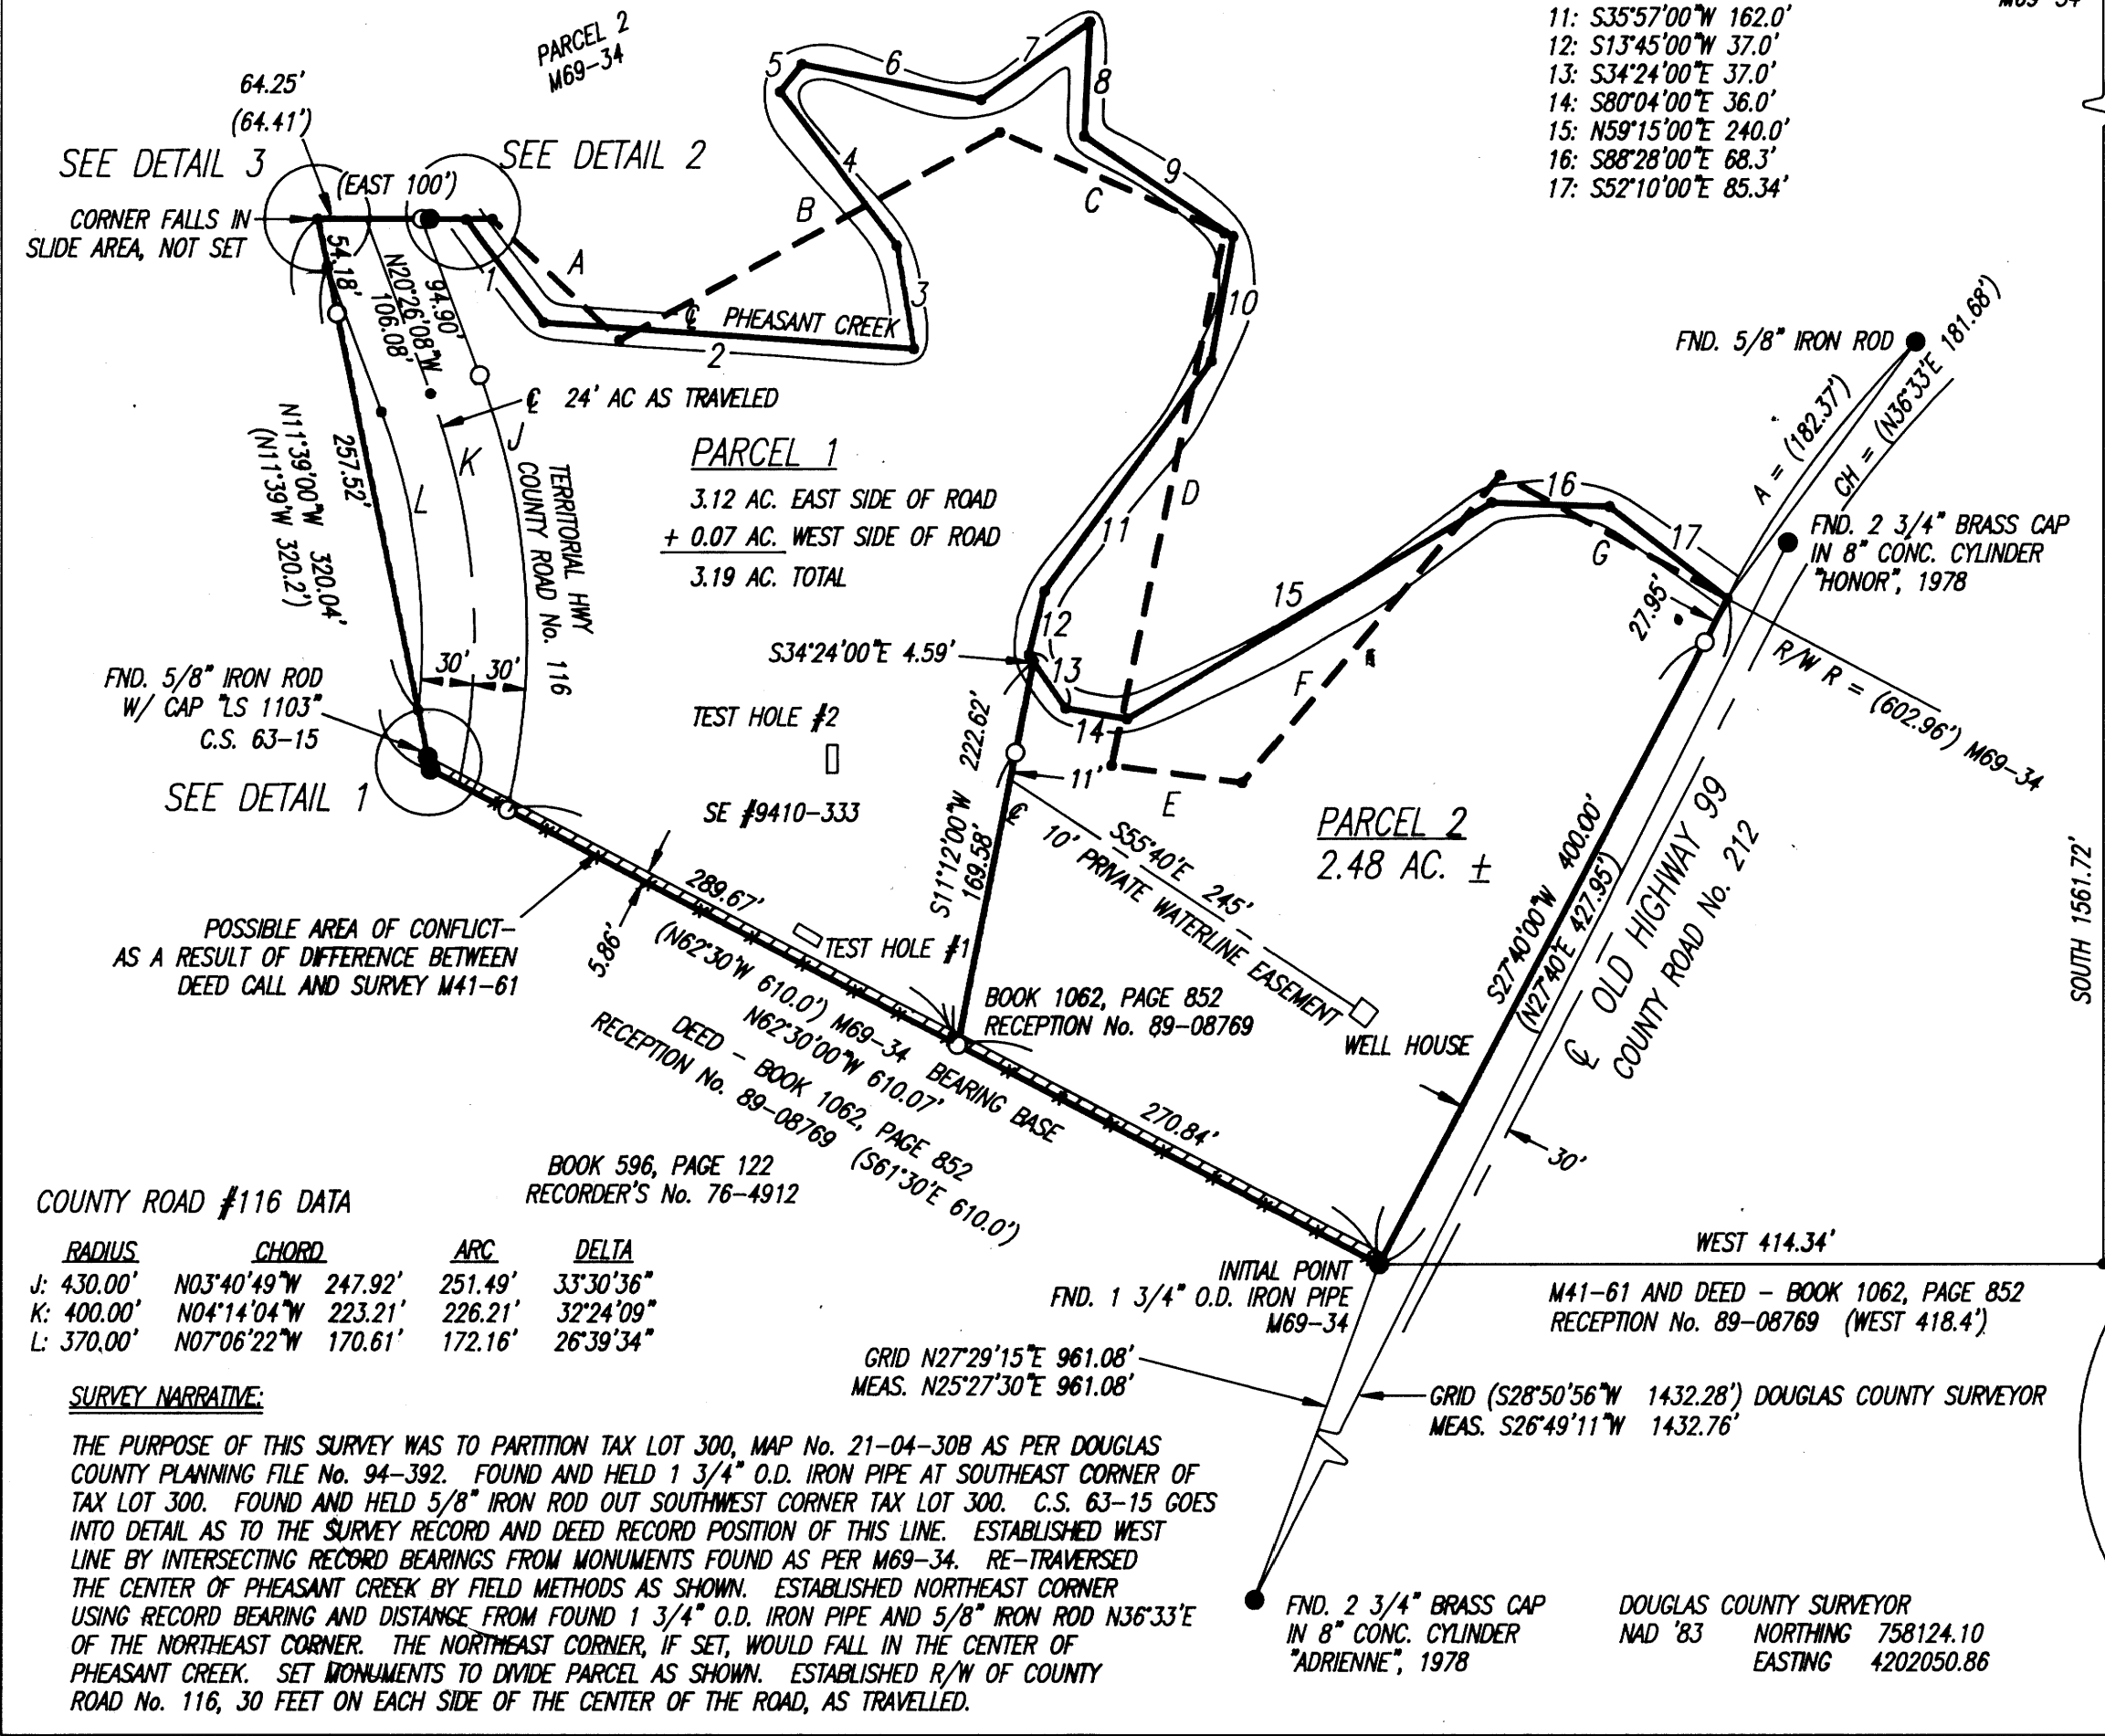 PARCEL 2
M69-34
11: S35°57'00"W 162.0'
12: S13°45'00"W 37.0'
13: S34°24'00"E 37.0'
14: S80°04'00"E 36.0'
15: N59°15'00"E 240.0'
16: S88°28'00"E 68.3'
17: S52°10'00"E 85.34'
64.25'
(64.41')
SEE DETAIL 3
SEE DETAIL 2
(EAST 100')
CORNER FALLS IN
SLIDE AREA, NOT SET
54.18'
N20°26'08"W
106.08'
94.90'
1
2
3
4
5
6
7
8
9
10
11
12
13
14
15
16
17
A
B
C
D
E
F
G
J
K
L
℄ PHEASANT CREEK
℄ 24' AC AS TRAVELED
257.52'
N11°39'00"W 320.04'
(N11°39'W 320.2')
TERRITORIAL HWY
COUNTY ROAD No. 116
30'
30'
PARCEL 1
3.12 AC. EAST SIDE OF ROAD
+ 0.07 AC. WEST SIDE OF ROAD
3.19 AC. TOTAL
FND. 5/8" IRON ROD
A = (182.37')
CH = (N36°33'E 181.68')
FND. 2 3/4" BRASS CAP
IN 8" CONC. CYLINDER
"HONOR", 1978
27.95'
R/W R = (602.96') M69-34
S34°24'00"E 4.59'
FND. 5/8" IRON ROD
W/ CAP "LS 1103"
C.S. 63-15
SEE DETAIL 1
TEST HOLE #2
SE #9410-333
222.62'
11'
S11°12'00"W
169.58'
℄ S55°40'E 245'
10' PRIVATE WATERLINE EASEMENT
PARCEL 2
2.48 AC. ±
S27°40'00"W 400.00'
(N27°40'E 427.95')
℄ OLD HIGHWAY 99
COUNTY ROAD No. 212
SOUTH 1561.72'
POSSIBLE AREA OF CONFLICT-
AS A RESULT OF DIFFERENCE BETWEEN
DEED CALL AND SURVEY M41-61
5.86'
289.67'
TEST HOLE #1
(N62°30'W 610.0') M69-34
N62°30'00"W 610.07' BEARING BASE
DEED - BOOK 1062, PAGE 852
RECEPTION No. 89-08769 (S61°30'E 610.0')
BOOK 1062, PAGE 852
RECEPTION No. 89-08769
WELL HOUSE
270.84'
30'
BOOK 596, PAGE 122
RECORDER'S No. 76-4912
COUNTY ROAD #116 DATA
RADIUS CHORD ARC DELTA
J: 430.00' N03°40'49"W 247.92' 251.49' 33°30'36"
K: 400.00' N04°14'04"W 223.21' 226.21' 32°24'09"
L: 370.00' N07°06'22"W 170.61' 172.16' 26°39'34"
INITIAL POINT
FND. 1 3/4" O.D. IRON PIPE
M69-34
WEST 414.34'
M41-61 AND DEED - BOOK 1062, PAGE 852
RECEPTION No. 89-08769 (WEST 418.4')
GRID N27°29'15"E 961.08'
MEAS. N25°27'30"E 961.08'
GRID (S28°50'56"W 1432.28') DOUGLAS COUNTY SURVEYOR
MEAS. S26°49'11"W 1432.76'
SURVEY NARRATIVE:
THE PURPOSE OF THIS SURVEY WAS TO PARTITION TAX LOT 300, MAP No. 21-04-30B AS PER DOUGLAS
COUNTY PLANNING FILE No. 94-392. FOUND AND HELD 1 3/4" O.D. IRON PIPE AT SOUTHEAST CORNER OF
TAX LOT 300. FOUND AND HELD 5/8" IRON ROD OUT SOUTHWEST CORNER TAX LOT 300. C.S. 63-15 GOES
INTO DETAIL AS TO THE SURVEY RECORD AND DEED RECORD POSITION OF THIS LINE. ESTABLISHED WEST
LINE BY INTERSECTING RECORD BEARINGS FROM MONUMENTS FOUND AS PER M69-34. RE-TRAVERSED
THE CENTER OF PHEASANT CREEK BY FIELD METHODS AS SHOWN. ESTABLISHED NORTHEAST CORNER
USING RECORD BEARING AND DISTANCE FROM FOUND 1 3/4" O.D. IRON PIPE AND 5/8" IRON ROD N36°33'E
OF THE NORTHEAST CORNER. THE NORTHEAST CORNER, IF SET, WOULD FALL IN THE CENTER OF
PHEASANT CREEK. SET MONUMENTS TO DIVIDE PARCEL AS SHOWN. ESTABLISHED R/W OF COUNTY
ROAD No. 116, 30 FEET ON EACH SIDE OF THE CENTER OF THE ROAD, AS TRAVELLED.
FND. 2 3/4" BRASS CAP
IN 8" CONC. CYLINDER
"ADRIENNE", 1978
DOUGLAS COUNTY SURVEYOR
NAD '83 NORTHING 758124.10
EASTING 4202050.86